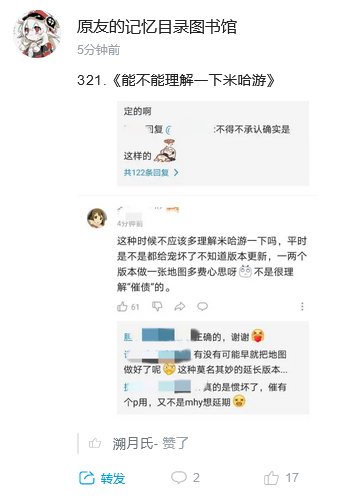 原友的记忆目录图书馆
5分钟前
321.《能不能理解一下米哈游》
定的啊
回复@ :不得不承认确实是
这样的
共122条回复 >
4分钟前
这种时候不应该多理解米哈游一下吗，平时
是不是都给宠坏了不知道版本更新，一两个
版本做一张地图多费心思呀 不是很理
解“催债”的。
61
正确的，谢谢
有没有可能早就把地图
做好了呢 这种莫名其妙的延长版本...
真的是惯坏了，催有
个p用，又不是mhy想延期
溯月氏- 赞了
转发
2
17